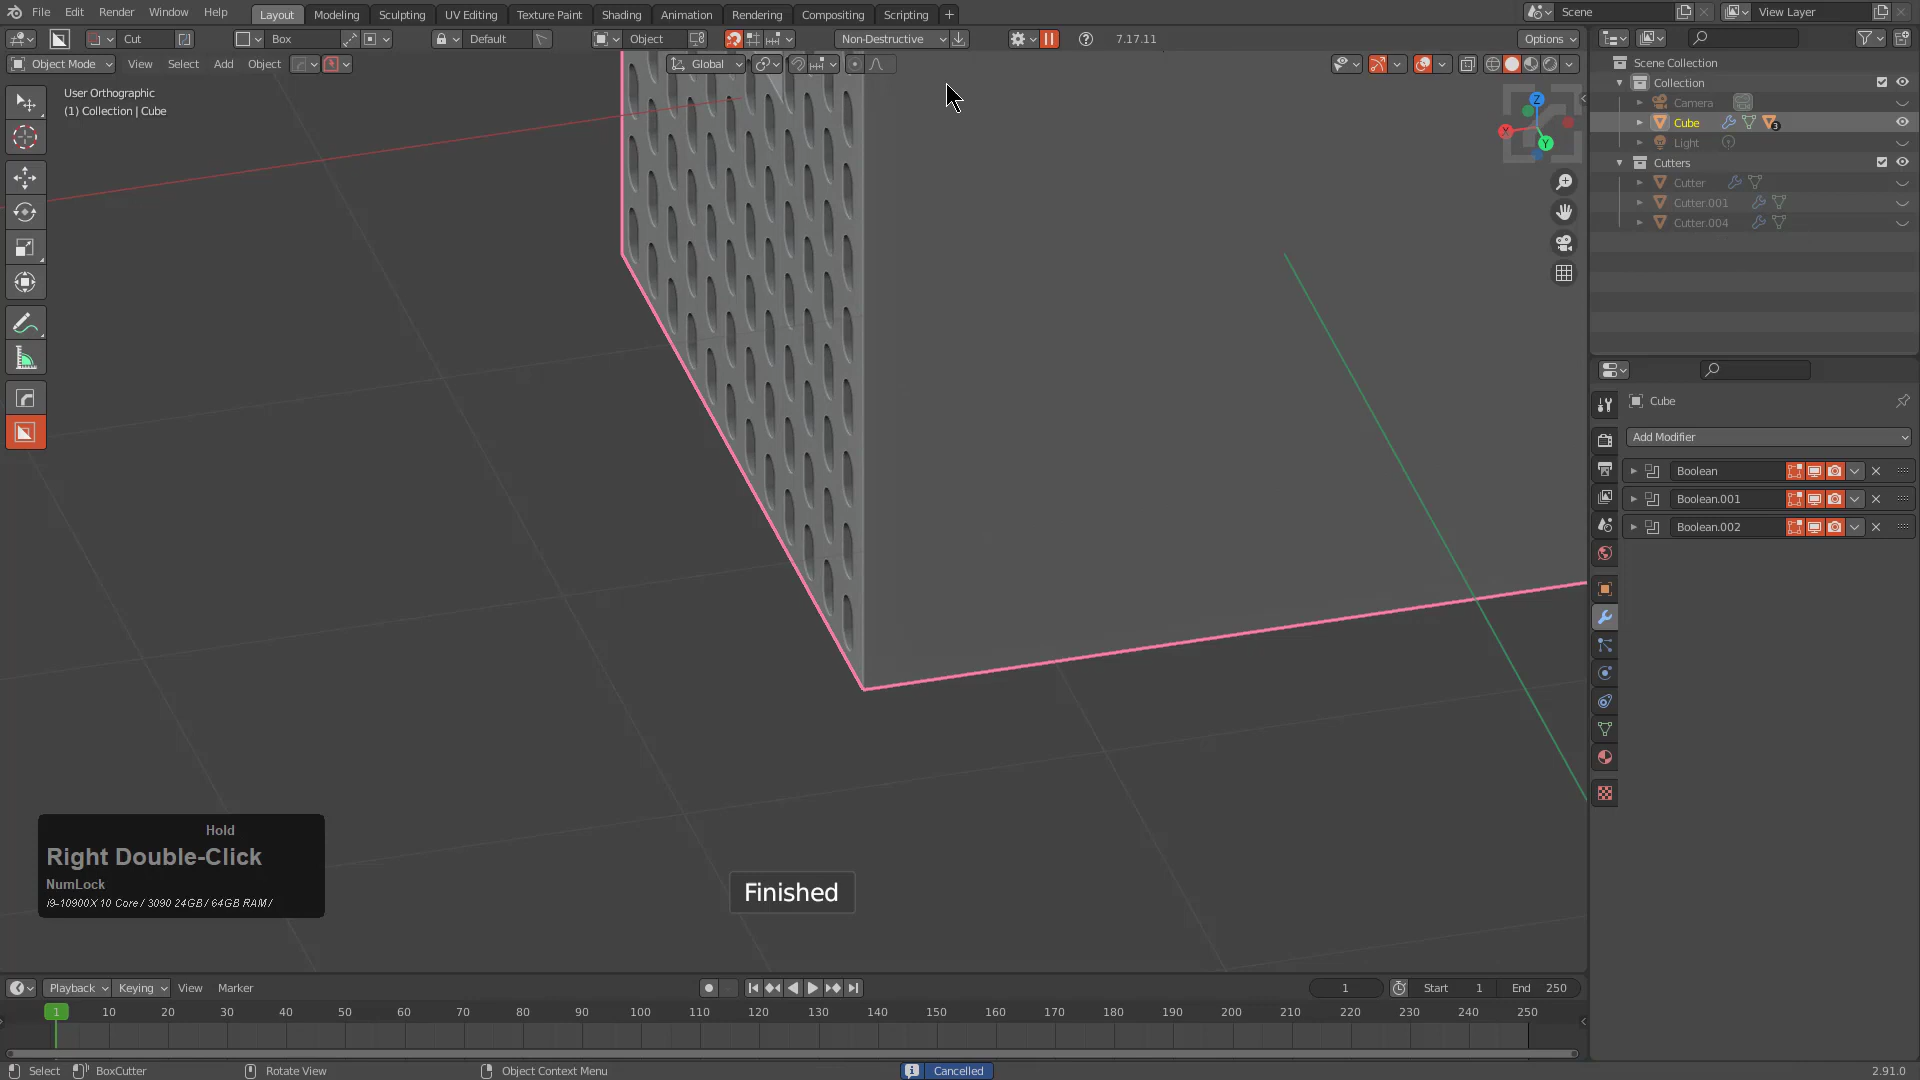 File Edit Render Window Help
Layout Modeling Sculpting UV Editing Texture Paint Shading Animation Rendering Compositing Scripting +
Scene View Layer
Cut Box Default Object Non-Destructive 7.17.11 Options
Object Mode View Select Add Object Global
User Orthographic
(1) Collection | Cube
Z
X
Y
Scene Collection
Collection
Camera
Cube 3
Light
Cutters
Cutter
Cutter.001
Cutter.004
Cube
Add Modifier
Boolean
Boolean.001
Boolean.002
Hold
Right Double-Click
NumLock
i9-10900X 10 Core / 3090 24GB / 64GB RAM /
Finished
Playback Keying View Marker 1 Start 1 End 250
1 10 20 30 40 50 60 70 80 90 100 110 120 130 140 150 160 170 180 190 200 210 220 230 240 250
Select BoxCutter Rotate View Object Context Menu Cancelled 2.91.0